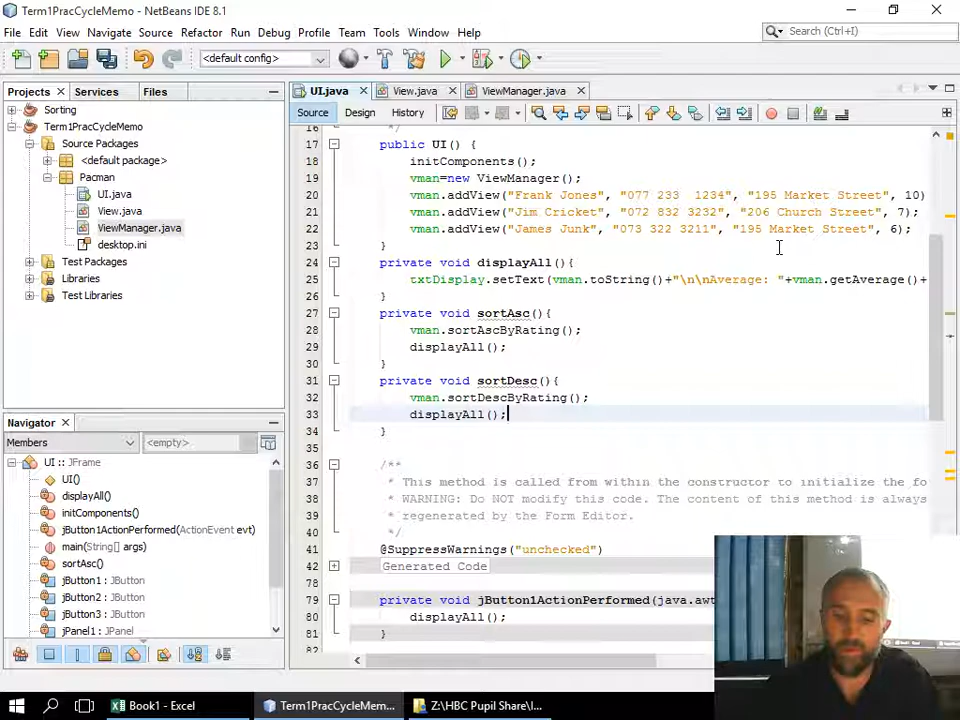 Term1PracCycleMemo - NetBeans IDE 8.1
File Edit View Navigate Source Refactor Run Debug Profile Team Tools Window Help
Search (Ctrl+I)
<default config>
Projects Services Files
UI.java View.java ViewManager.java
Source Design History
Sorting
Term1PracCycleMemo
Source Packages
<default package>
Pacman
UI.java
View.java
ViewManager.java
desktop.ini
Test Packages
Libraries
Test Libraries
Navigator
Members <empty>
UI :: JFrame
UI()
displayAll()
initComponents()
jButton1ActionPerformed(ActionEvent evt)
main(String[] args)
sortAsc()
jButton1 : JButton
jButton2 : JButton
jButton3 : JButton
jPanel1 : JPanel
16 */
17 public UI() {
18 initComponents();
19 vman=new ViewManager();
20 vman.addView("Frank Jones", "077 233  1234", "195 Market Street", 10)
21 vman.addView("Jim Cricket", "072 832 3232", "206 Church Street", 7);
22 vman.addView("James Junk", "073 322 3211", "195 Market Street", 6);
23 }
24 private void displayAll(){
25 txtDisplay.setText(vman.toString()+"\n\nAverage: "+vman.getAverage()+
26 }
27 private void sortAsc(){
28 vman.sortAscByRating();
29 displayAll();
30 }
31 private void sortDesc(){
32 vman.sortDescByRating();
33 displayAll();
34 }
35
36 /**
37 * This method is called from within the constructor to initialize the fo
38 * WARNING: Do NOT modify this code. The content of this method is always
39 * regenerated by the Form Editor.
40 */
41 @SuppressWarnings("unchecked")
42 Generated Code
78
79 private void jButton1ActionPerformed(java.awt
80 displayAll();
81 }
82
Book1 - Excel
Term1PracCycleMem...
Z:\HBC Pupil Share\I...